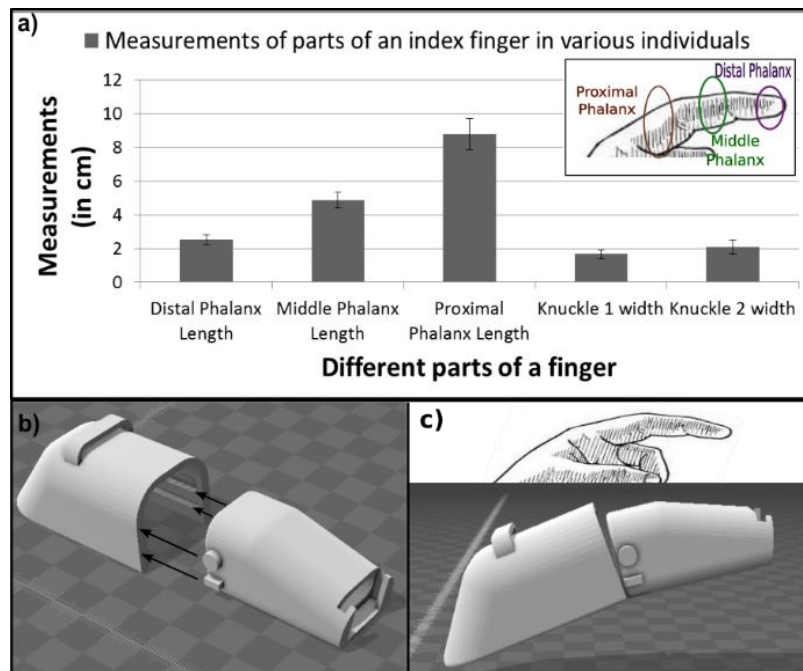 a)
Measurements of parts of an index finger in various individuals
Measurements
(in cm)
12
10
8
6
4
2
0
Distal Phalanx
Proximal
Phalanx
Middle
Phalanx
Distal Phalanx
Length
Middle Phalanx
Length
Proximal
Phalanx Length
Knuckle 1 width
Knuckle 2 width
Different parts of a finger
b)
c)